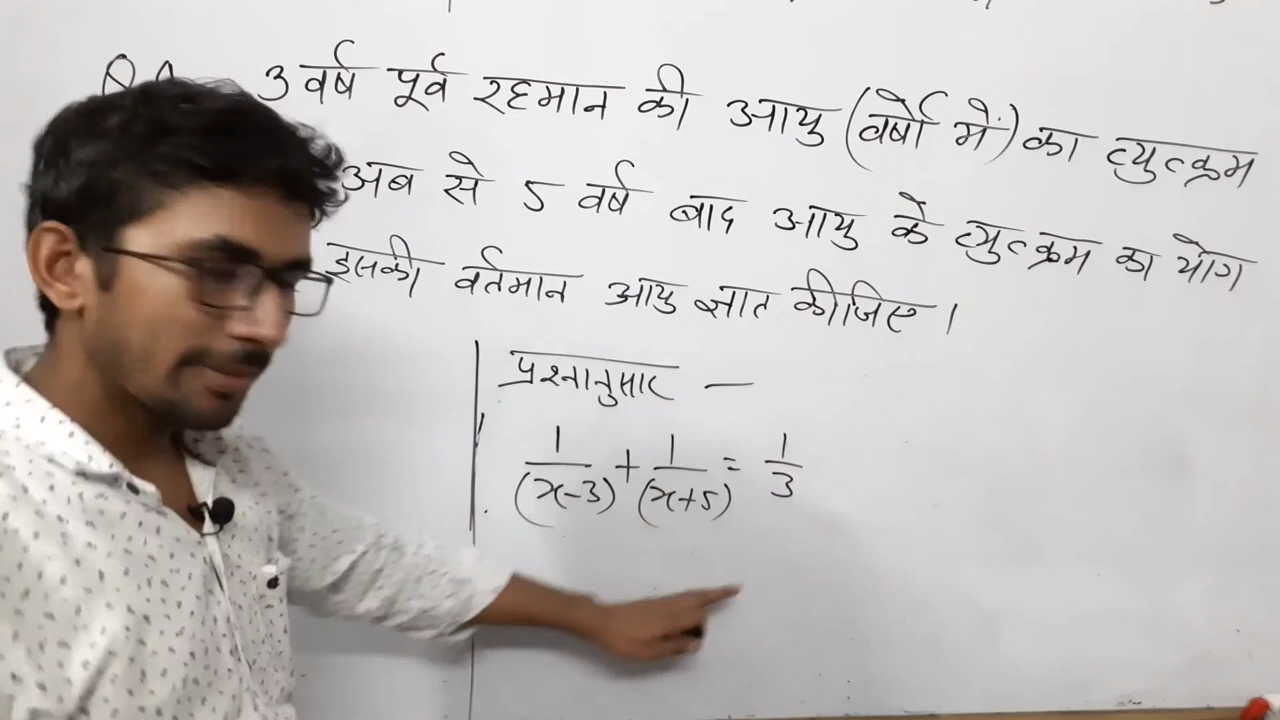 3 वर्ष पूर्व रहमान की आयु (वर्षों में) का व्युत्क्रम
अब से 5 वर्ष बाद आयु के व्युत्क्रम का योग
इसकी वर्तमान आयु ज्ञात कीजिए।
प्रश्नानुसार —
1/(x-3) + 1/(x+5) = 1/3